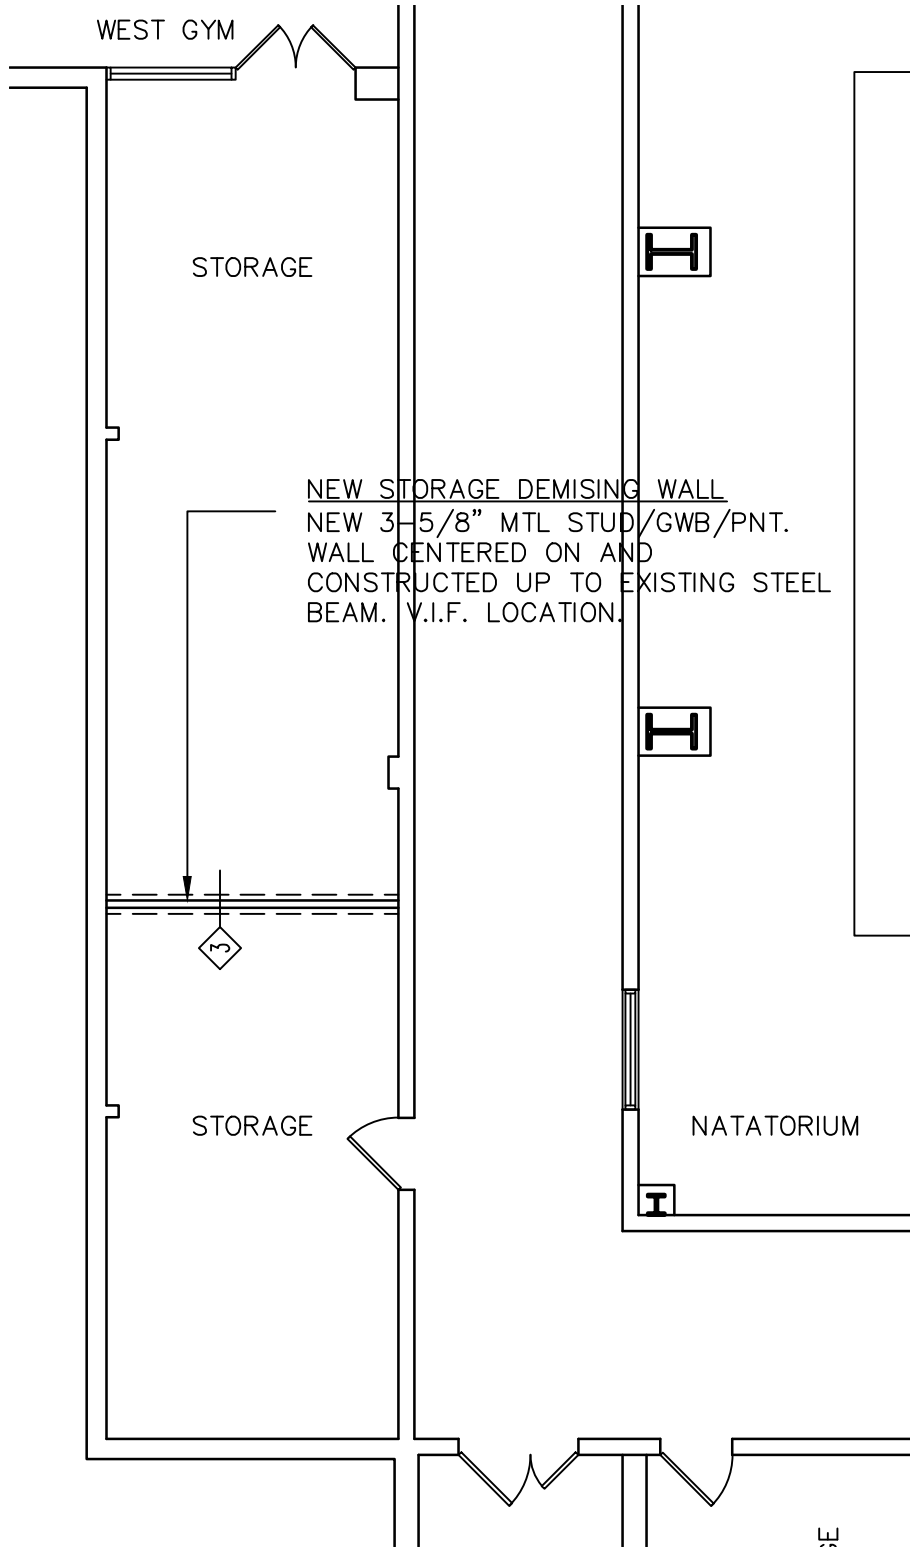 WEST GYM
STORAGE
NEW STORAGE DEMISING WALL
NEW 3-5/8” MTL STUD/GWB/PNT.
WALL CENTERED ON AND
CONSTRUCTED UP TO EXISTING STEEL
BEAM. V.I.F. LOCATION.
3
STORAGE
NATATORIUM